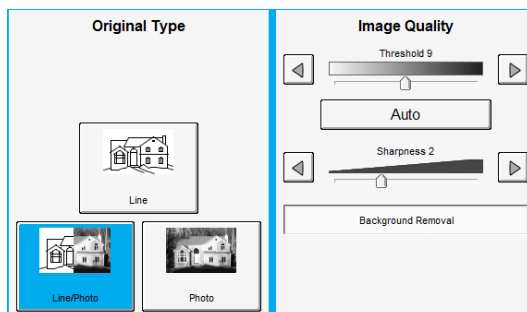 Original Type
Line
Line/Photo
Photo
Image Quality
Threshold 9
Auto
Sharpness 2
Background Removal